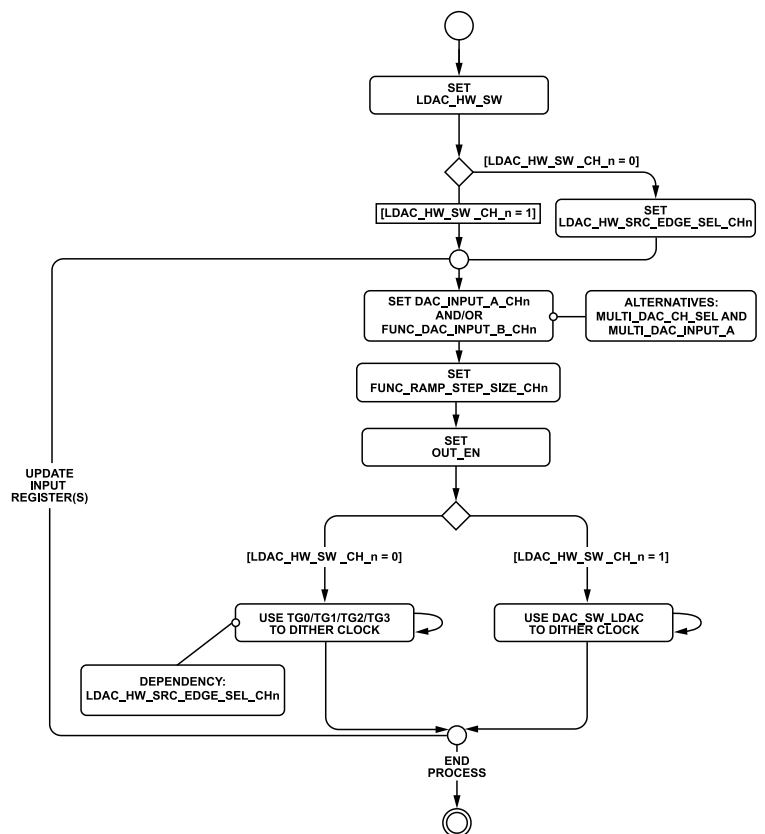 SET
LDAC_HW_SW
[LDAC_HW_SW _CH_n = 0]
[LDAC_HW_SW _CH_n = 1]
SET
LDAC_HW_SRC_EDGE_SEL_CHn
SET DAC_INPUT_A_CHn
AND/OR
FUNC_DAC_INPUT_B_CHn
ALTERNATIVES:
MULTI_DAC_CH_SEL AND
MULTI_DAC_INPUT_A
SET
FUNC_RAMP_STEP_SIZE_CHn
SET
OUT_EN
UPDATE
INPUT
REGISTER(S)
[LDAC_HW_SW _CH_n = 0]
[LDAC_HW_SW _CH_n = 1]
USE TG0/TG1/TG2/TG3
TO DITHER CLOCK
USE DAC_SW_LDAC
TO DITHER CLOCK
DEPENDENCY:
LDAC_HW_SRC_EDGE_SEL_CHn
END
PROCESS